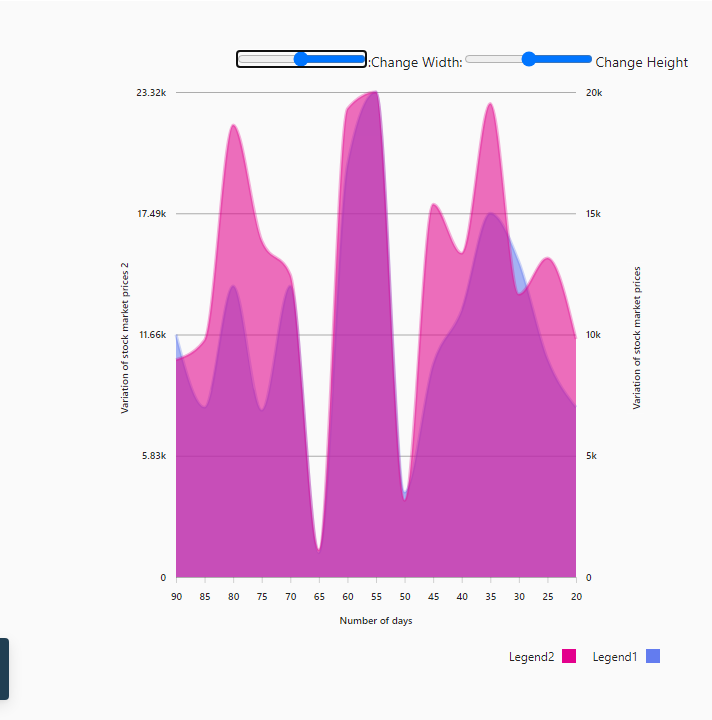 :Change Width: Change Height
23.32k 20k
17.49k 15k
11.66k 10k
5.83k 5k
0 0
Variation of stock market prices 2
Variation of stock market prices
90 85 80 75 70 65 60 55 50 45 40 35 30 25 20
Number of days
Legend2 Legend1